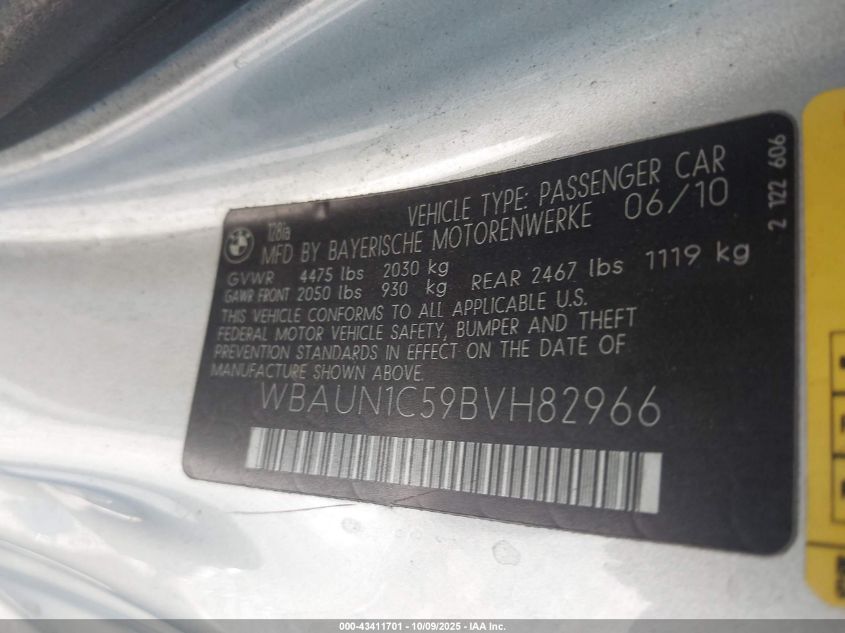 128ia VEHICLE TYPE: PASSENGER CAR
MFD BY BAYERISCHE MOTORENWERKE 06/10
GVWR 4475 lbs 2030 kg
GAWR FRONT 2050 lbs 930 kg REAR 2467 lbs 1119 kg
THIS VEHICLE CONFORMS TO ALL APPLICABLE U.S.
FEDERAL MOTOR VEHICLE SAFETY, BUMPER AND THEFT
PREVENTION STANDARDS IN EFFECT ON THE DATE OF
MANUFACTURE SHOWN ABOVE.
WBAUN1C59BVH82966
2 122 606
000-43411701 - 10/09/2025 - IAA Inc.